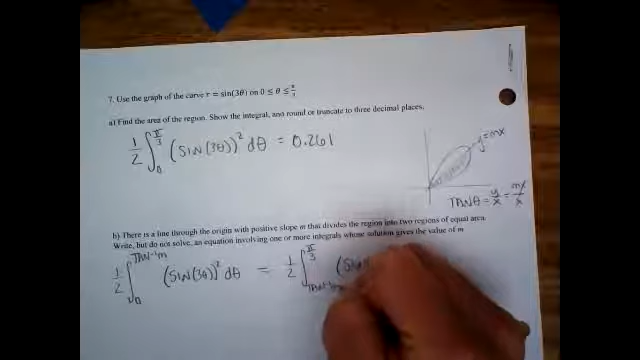 7. Use the graph of the curve r = sin(3θ) on 0 ≤ θ ≤ π/3
a) Find the area of the region. Show the integral, and round or truncate to three decimal places.
1/2 ∫₀^(π/3) (SIN(3θ))² dθ = 0.261
y=mx
TANθ = y/x = mx/x
b) There is a line through the origin with positive slope m that divides the region into two regions of equal area.
Write, but do not solve, an equation involving one or more integrals whose solution gives the value of m
1/2 ∫₀^(TAN⁻¹m) (SIN(3θ))² dθ = 1/2 ∫_(TAN⁻¹m)^(π/3) (SIN